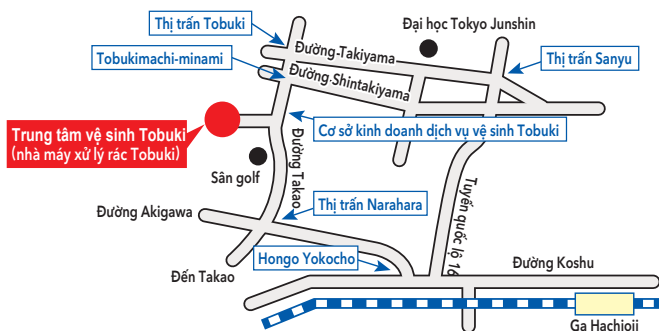 Thị trấn Tobuki
Đại học Tokyo Junshin
Đường Takiyama
Tobukimachi-minami
Thị trấn Sanyu
Đường Shintakiyama
Trung tâm vệ sinh Tobuki
(nhà máy xử lý rác Tobuki)
Cơ sở kinh doanh dịch vụ vệ sinh Tobuki
Sân golf
Đường Takao
Tuyến quốc lộ 16
Đường Akigawa
Thị trấn Narahara
Hongo Yokocho
Đường Koshu
Đến Takao
Ga Hachioji